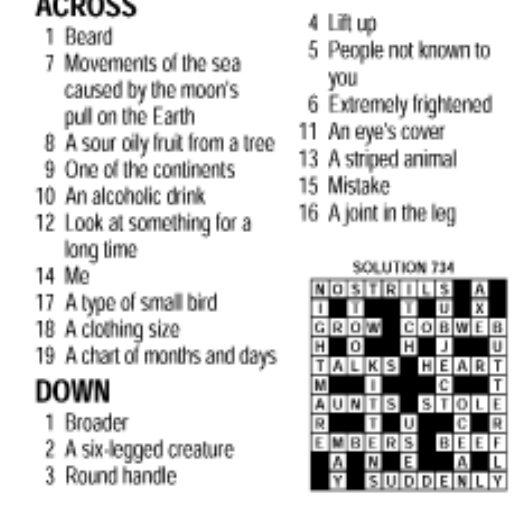 ACROSS
1 Beard
7 Movements of the sea
caused by the moon's
pull on the Earth
8 A sour oily fruit from a tree
9 One of the continents
10 An alcoholic drink
12 Look at something for a
long time
14 Me
17 A type of small bird
18 A clothing size
19 A chart of months and days
DOWN
1 Broader
2 A six-legged creature
3 Round handle
4 Lift up
5 People not known to
you
6 Extremely frightened
11 An eye's cover
13 A striped animal
15 Mistake
16 A joint in the leg
SOLUTION 734
NOSTRILS A
I T T U X
GROW COBWEB
H O H J U
TALKS HEART
M I C T
AUNTS STOLE
R T U C R
EMBERS BEEF
A N E A L
Y SUDDENLY